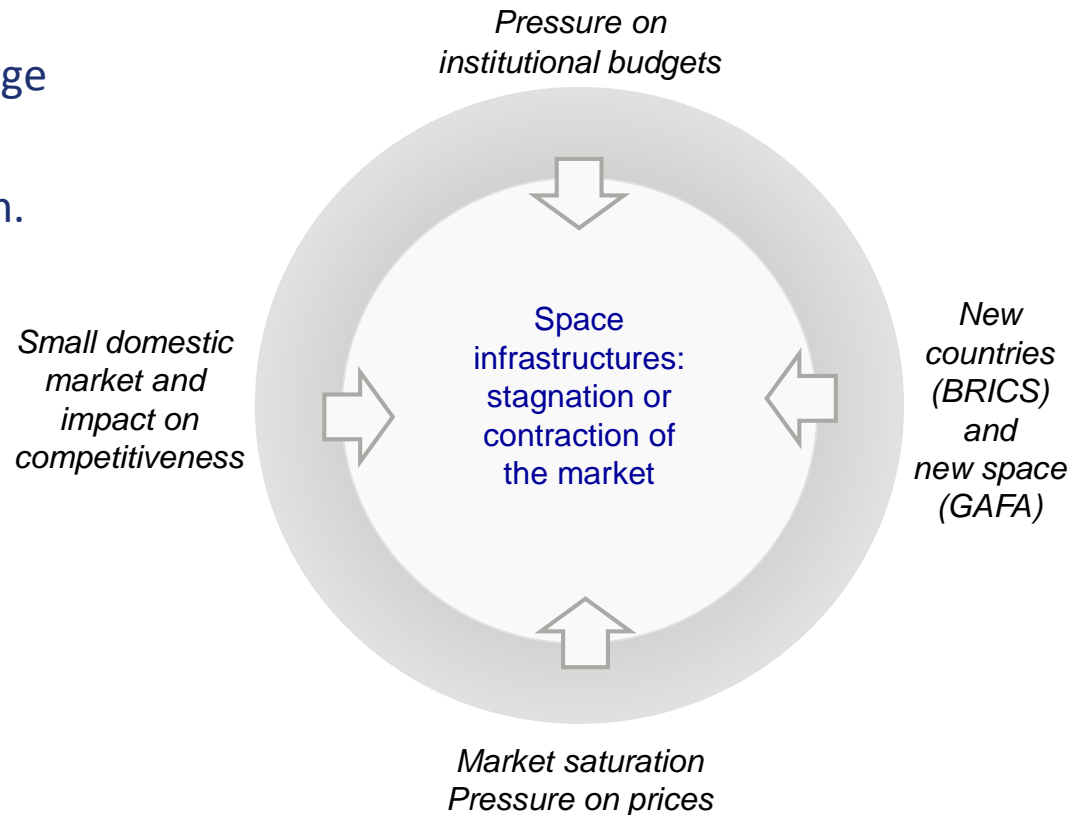 Pressure on
institutional budgets
n.
Small domestic
market and
impact on
competitiveness
Space
infrastructures:
stagnation or
contraction of
the market
New
countries
(BRICS)
and
new space
(GAFA)
Market saturation
Pressure on prices